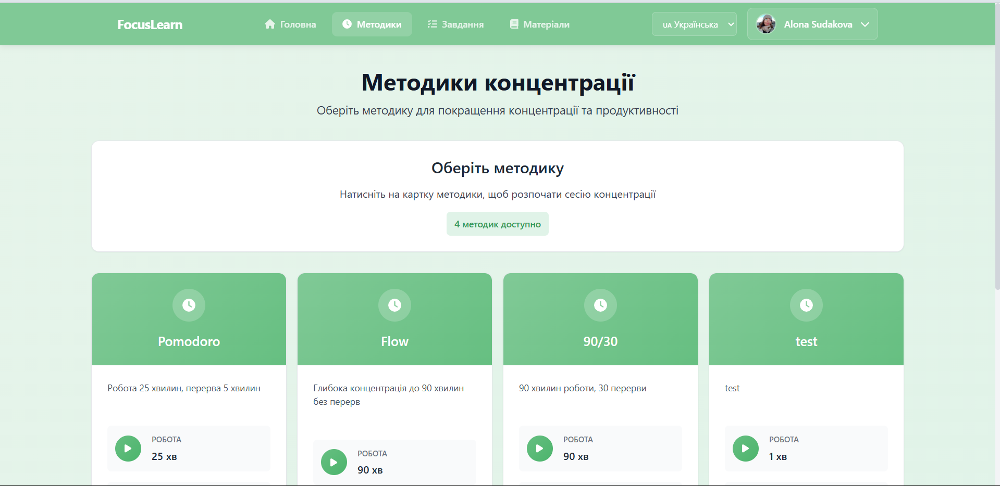 FocusLearn
Головна
Методики
Завдання
Матеріали
UA Українська
Alona Sudakova
Методики концентрації
Оберіть методику для покращення концентрації та продуктивності
Оберіть методику
Натисніть на картку методики, щоб розпочати сесію концентрації
4 методик доступно
Pomodoro
Робота 25 хвилин, перерва 5 хвилин
РОБОТА
25 хв
Flow
Глибока концентрація до 90 хвилин
без перерв
РОБОТА
90 хв
90/30
90 хвилин роботи, 30 перерви
РОБОТА
90 хв
test
test
РОБОТА
1 хв